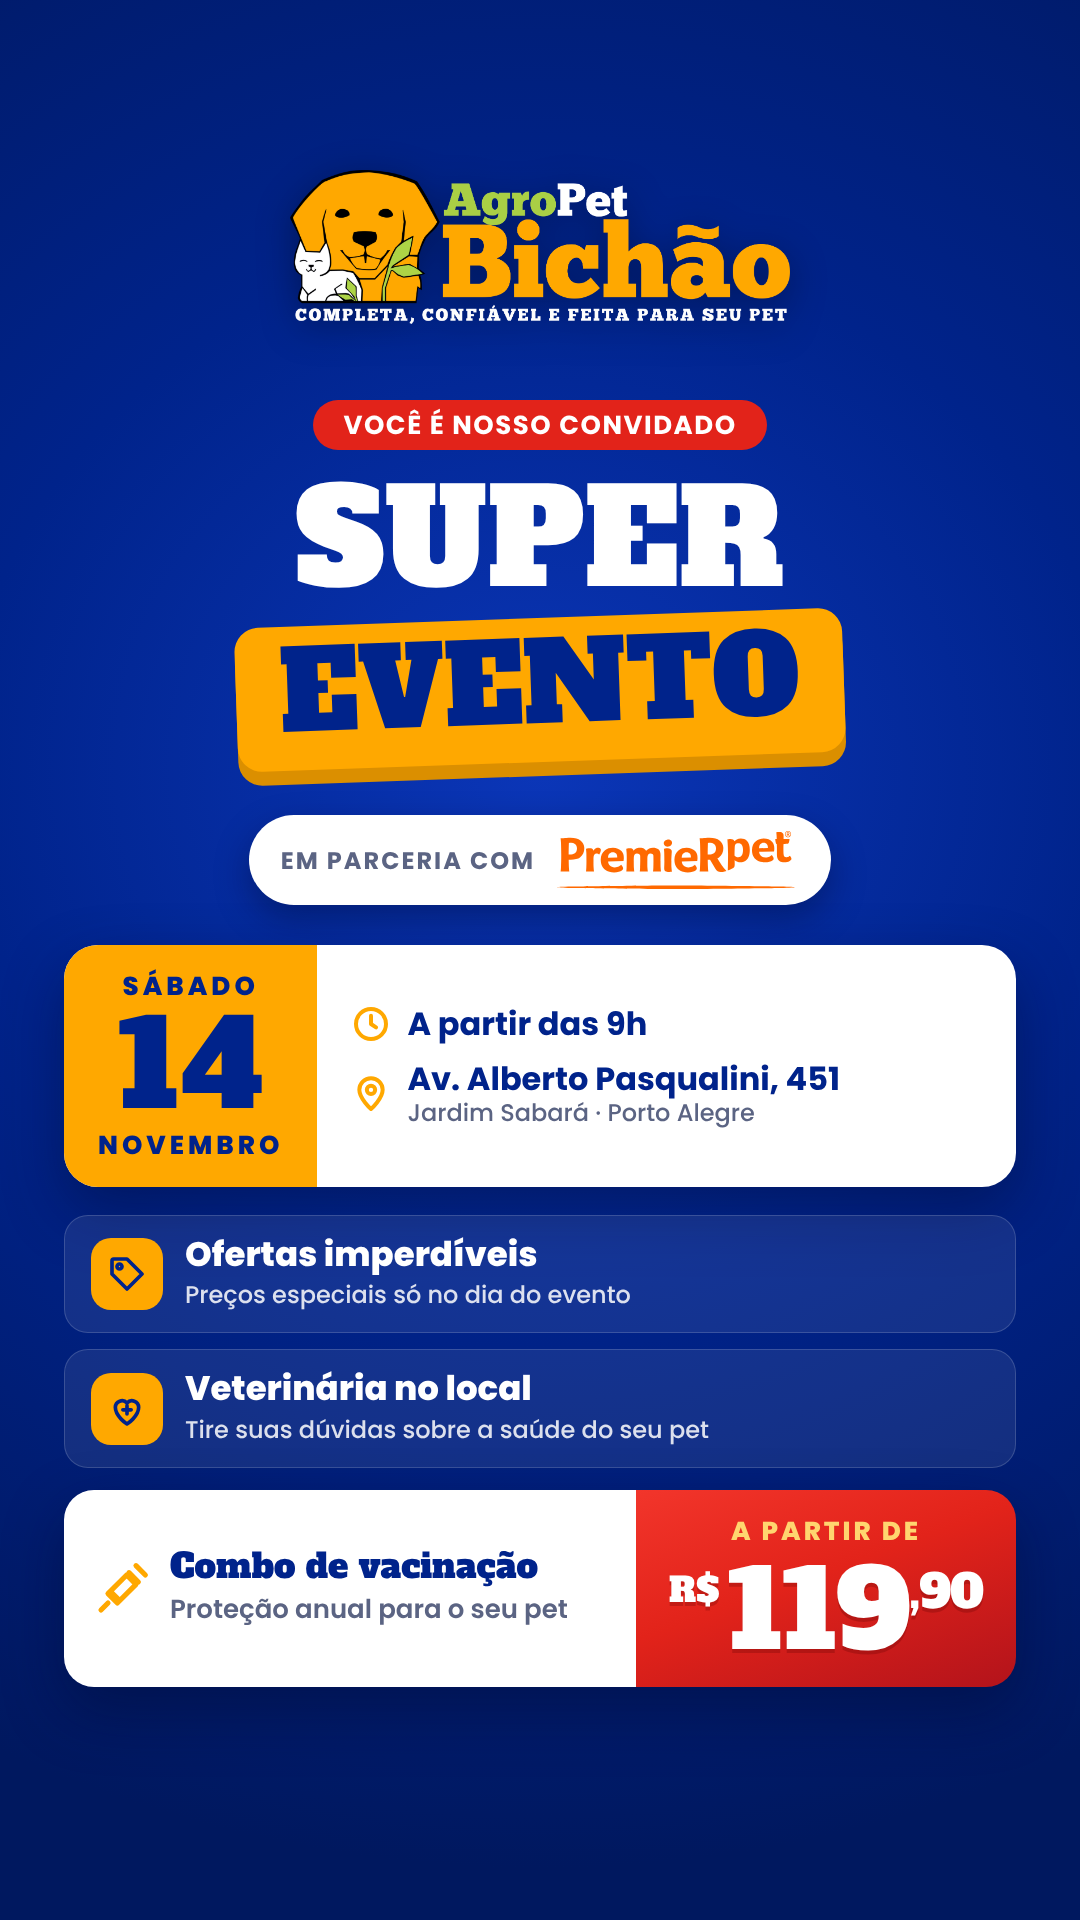 AgroPet
Bichão
COMPLETA, CONFIÁVEL E FEITA PARA SEU PET
VOCÊ É NOSSO CONVIDADO
SUPER
EVENTO
EM PARCERIA COM PremieRpet®
SÁBADO
14
NOVEMBRO
A partir das 9h
Av. Alberto Pasqualini, 451
Jardim Sabará · Porto Alegre
Ofertas imperdíveis
Preços especiais só no dia do evento
Veterinária no local
Tire suas dúvidas sobre a saúde do seu pet
Combo de vacinação
Proteção anual para o seu pet
A PARTIR DE
R$ 119,90